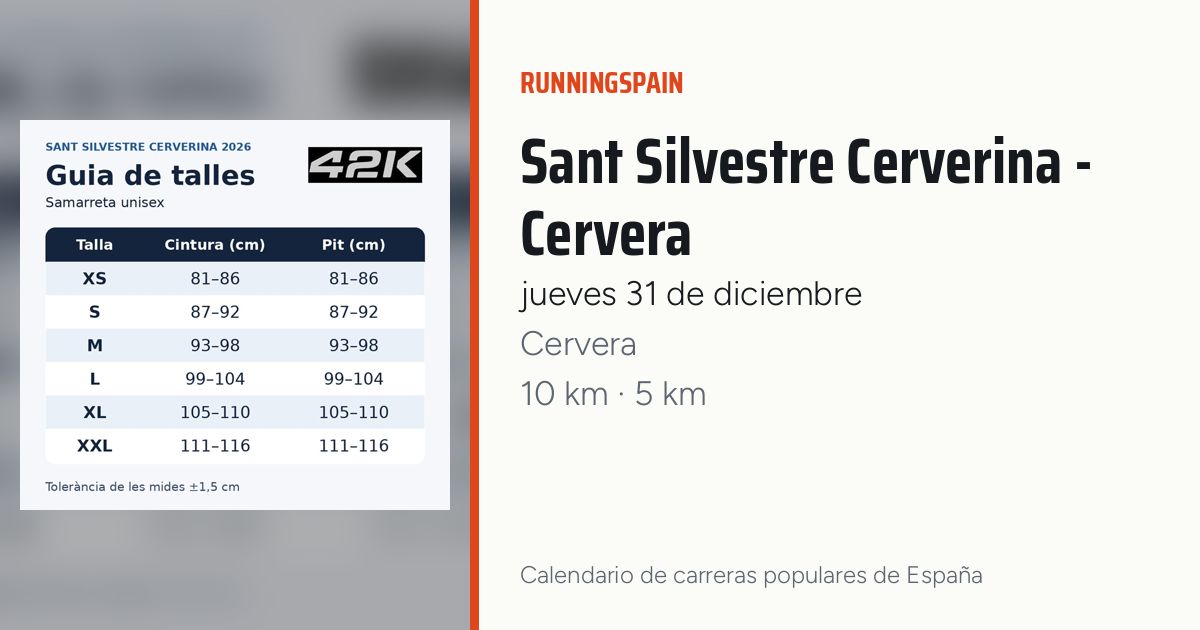 SANT SILVESTRE CERVERINA 2026
Guia de talles
Samarreta unisex
42K
Talla Cintura (cm) Pit (cm)
XS 81–86 81–86
S 87–92 87–92
M 93–98 93–98
L 99–104 99–104
XL 105–110 105–110
XXL 111–116 111–116
Tolerància de les mides ±1,5 cm
RUNNINGSPAIN
Sant Silvestre Cerverina -
Cervera
jueves 31 de diciembre
Cervera
10 km · 5 km
Calendario de carreras populares de España